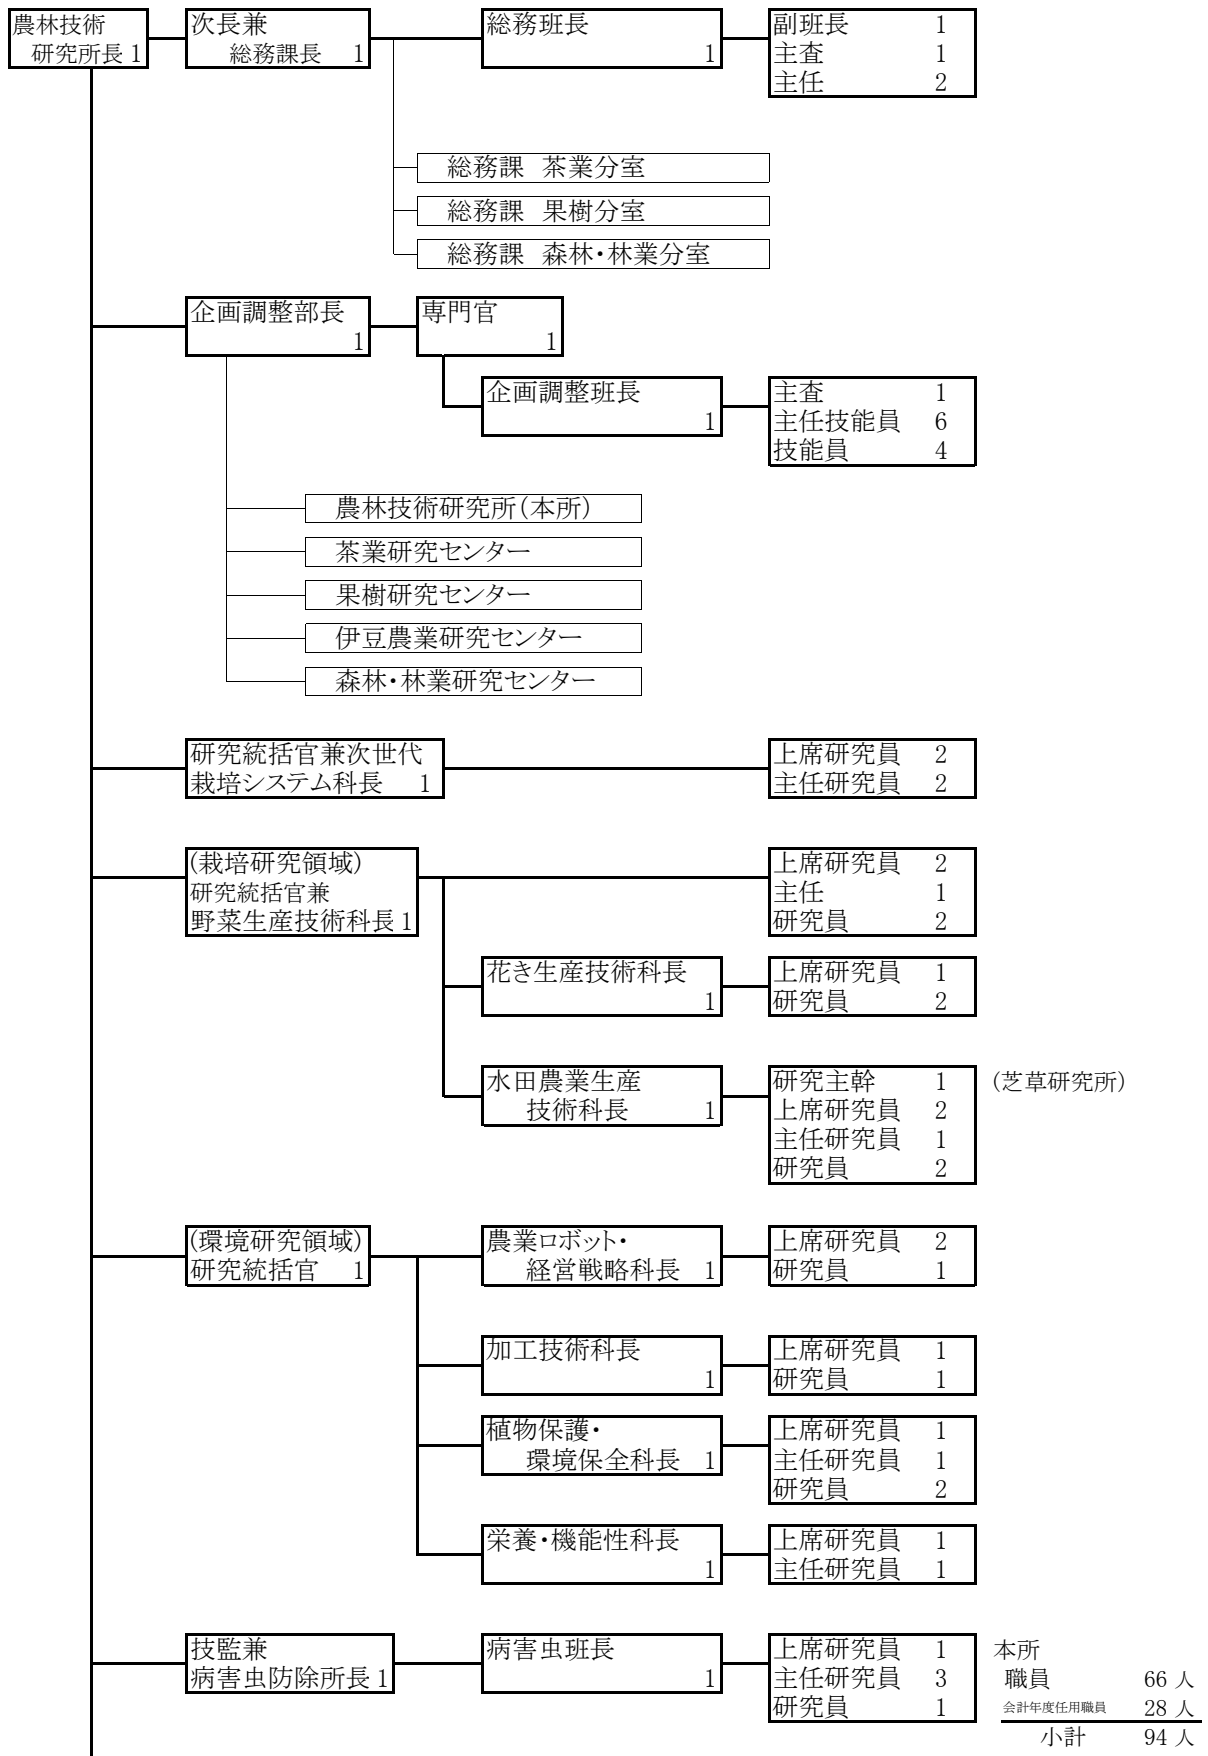 農林技術
研究所長 1
次長兼
総務課長 1
総務班長
1
副班長 1
主査 1
主任 2
総務課 茶業分室
総務課 果樹分室
総務課 森林・林業分室
企画調整部長
1
専門官
1
企画調整班長
1
主査 1
主任技能員 6
技能員 4
農林技術研究所(本所)
茶業研究センター
果樹研究センター
伊豆農業研究センター
森林・林業研究センター
研究統括官兼次世代
栽培システム科長 1
上席研究員 2
主任研究員 2
(栽培研究領域)
研究統括官兼
野菜生産技術科長 1
上席研究員 2
主任 1
研究員 2
花き生産技術科長
1
上席研究員 1
研究員 2
水田農業生産
技術科長 1
研究主幹 1
上席研究員 2
主任研究員 1
研究員 2
(芝草研究所)
(環境研究領域)
研究統括官 1
農業ロボット・
経営戦略科長 1
上席研究員 2
研究員 1
加工技術科長
1
上席研究員 1
研究員 1
植物保護・
環境保全科長 1
上席研究員 1
主任研究員 1
研究員 2
栄養・機能性科長
1
上席研究員 1
主任研究員 1
技監兼
病害虫防除所長 1
病害虫班長
1
上席研究員 1
主任研究員 3
研究員 1
本所
職員 66 人
会計年度任用職員 28 人
小計 94 人